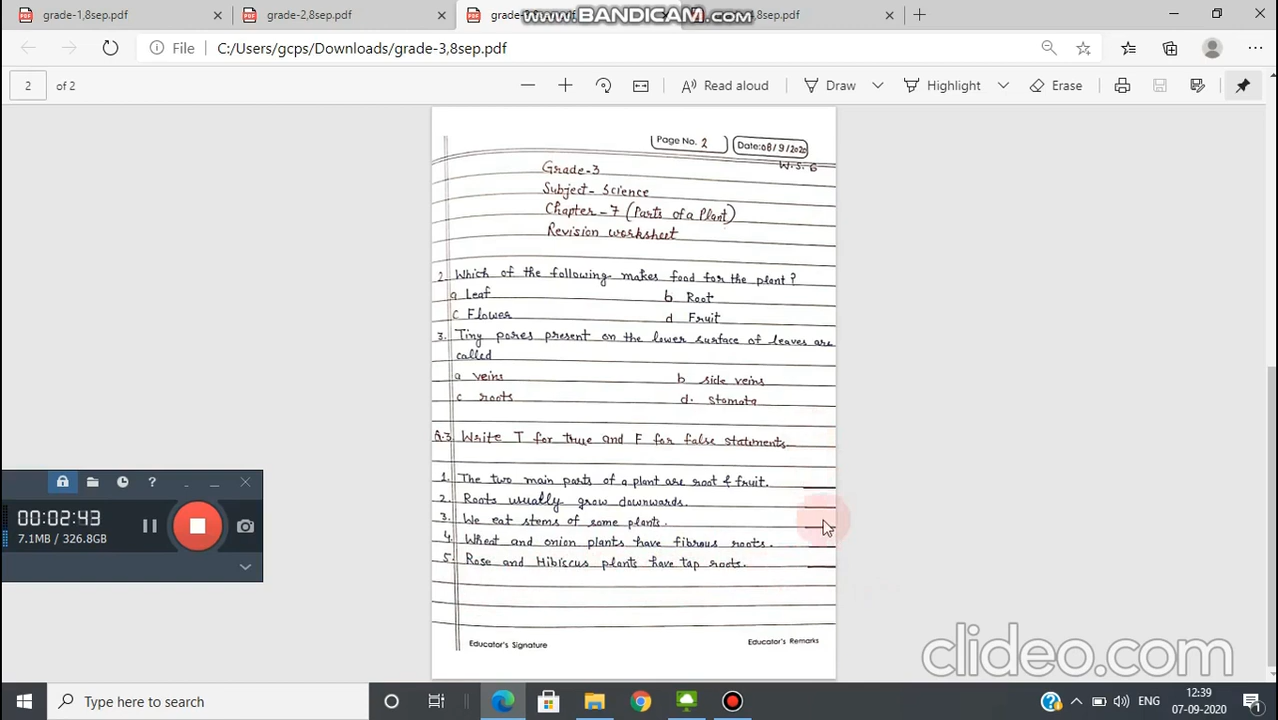 grade-1,8sep.pdf
grade-2,8sep.pdf
grade-
www.BANDICAM.com
8sep.pdf
File
C:/Users/gcps/Downloads/grade-3,8sep.pdf
2
of 2
Read aloud
Draw
Highlight
Erase
Page No. 2
Date: 08/9/2020
W.S. 6
Grade-3
Subject- Science
Chapter-7 (Parts of a Plant)
Revision worksheet
2. Which of the following makes food for the plant?
a Leaf b Root
c Flower d Fruit
3. Tiny pores present on the lower surface of leaves are
called
a veins b side veins
c roots d. stomata
Q.3. Write T for true and F for false statements
1. The two main parts of a plant are root & fruit.
2. Roots usually grow downwards.
3. We eat stems of some plants.
4. Wheat and onion plants have fibrous roots.
5. Rose and Hibiscus plants have tap roots.
Educator's Signature
Educator's Remarks
00:02:43
7.1MB / 326.8GB
clideo.com
Type here to search
ENG
12:39
07-09-2020
1